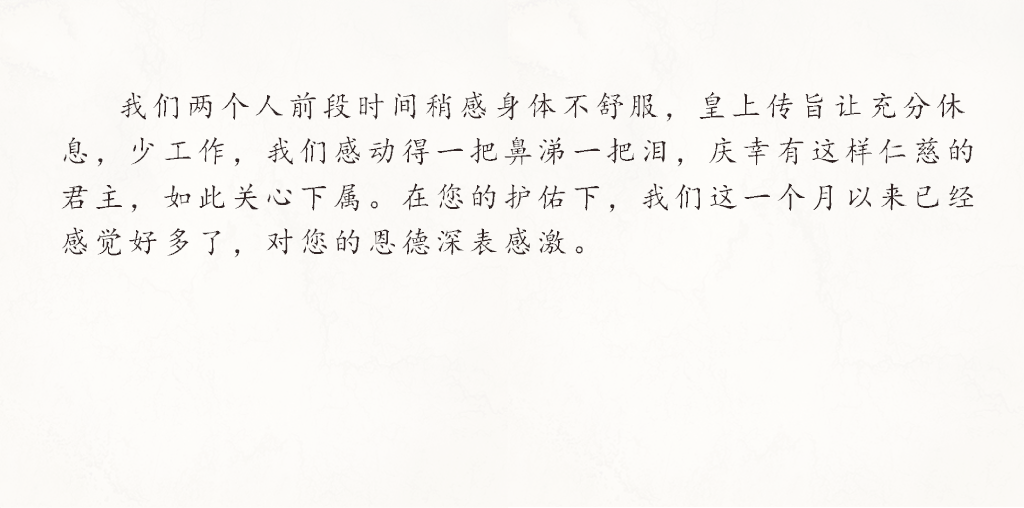 我们两个人前段时间稍感身体不舒服，皇上传旨让充分休
息，少工作，我们感动得一把鼻涕一把泪，庆幸有这样仁慈的
君主，如此关心下属。在您的护佑下，我们这一个月以来已经
感觉好多了，对您的恩德深表感激。